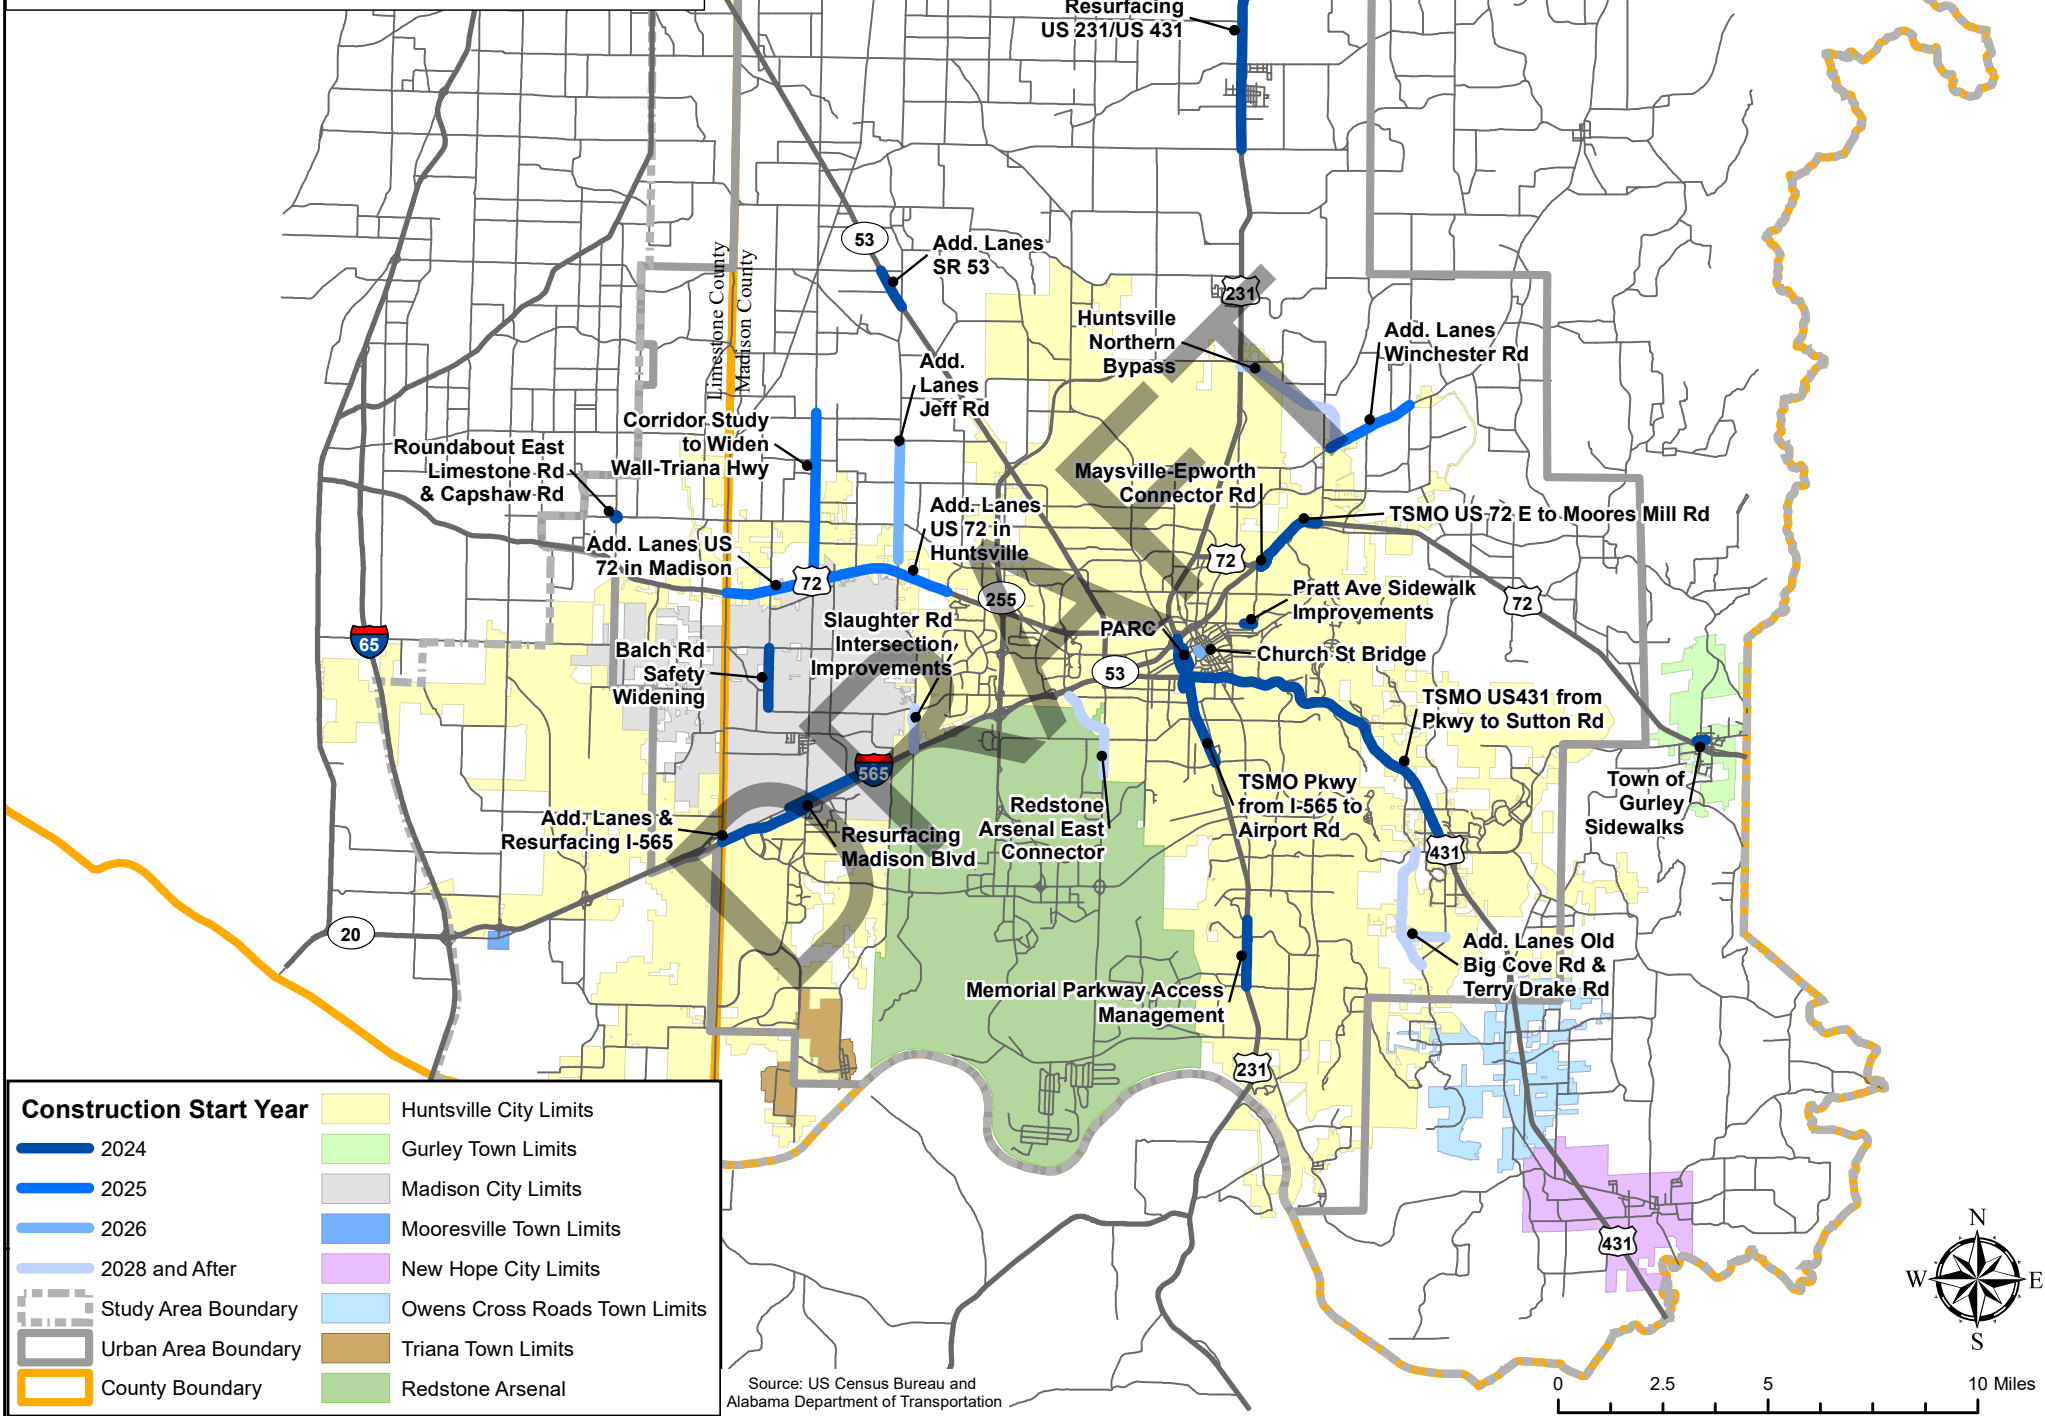 Resurfacing
US 231/US 431
53
Add. Lanes
SR 53
Limestone County
Madison County
231
Huntsville
Northern
Bypass
Add. Lanes
Winchester Rd
Add.
Lanes
Jeff Rd
Corridor Study
to Widen
Wall-Triana Hwy
Roundabout East
Limestone Rd
& Capshaw Rd
Maysville-Epworth
Connector Rd
Add. Lanes
US 72 in
Huntsville
TSMO US 72 E to Moores Mill Rd
Add. Lanes US
72 in Madison
72
72
72
255
Pratt Ave Sidewalk
Improvements
Slaughter Rd
Intersection
Improvements
PARC
Church St Bridge
65
Balch Rd
Safety
Widening
53
TSMO US431 from
Pkwy to Sutton Rd
565
Town of
Gurley
Sidewalks
TSMO Pkwy
from I-565 to
Airport Rd
Redstone
Arsenal East
Connector
Add. Lanes &
Resurfacing I-565
Resurfacing
Madison Blvd
431
20
Add. Lanes Old
Big Cove Rd &
Terry Drake Rd
Memorial Parkway Access
Management
231
431
DRAFT
Construction Start Year
2024
2025
2026
2028 and After
Study Area Boundary
Urban Area Boundary
County Boundary
Huntsville City Limits
Gurley Town Limits
Madison City Limits
Mooresville Town Limits
New Hope City Limits
Owens Cross Roads Town Limits
Triana Town Limits
Redstone Arsenal
Source: US Census Bureau and
Alabama Department of Transportation
N
W
E
S
0
2.5
5
10 Miles